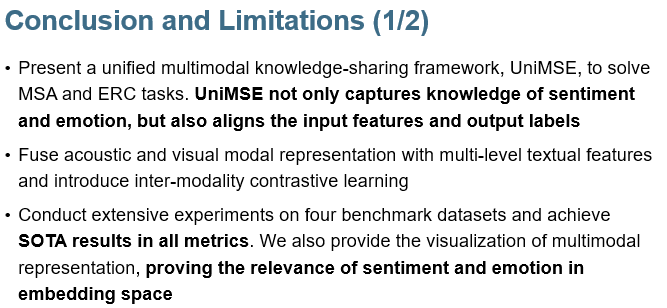 Conclusion and Limitations (1/2)
• Present a unified multimodal knowledge-sharing framework, UniMSE, to solve
MSA and ERC tasks. UniMSE not only captures knowledge of sentiment
and emotion, but also aligns the input features and output labels
• Fuse acoustic and visual modal representation with multi-level textual features
and introduce inter-modality contrastive learning
• Conduct extensive experiments on four benchmark datasets and achieve
SOTA results in all metrics. We also provide the visualization of multimodal
representation, proving the relevance of sentiment and emotion in
embedding space